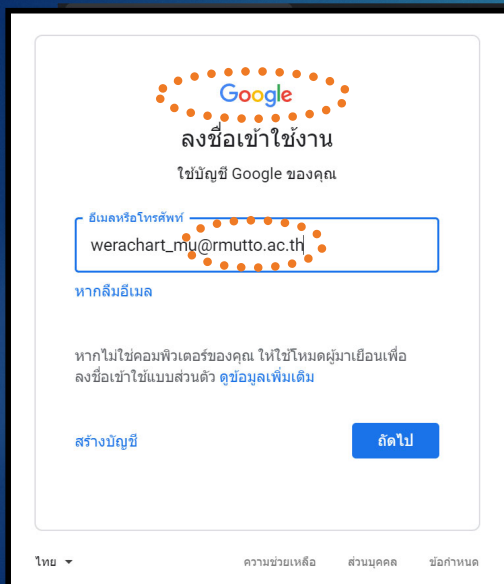 Google
ลงชื่อเข้าใช้งาน
ใช้บัญชี Google ของคุณ
อีเมลหรือโทรศัพท์
werachart_mu@rmutto.ac.th
หากลืมอีเมล
หากไม่ใช่คอมพิวเตอร์ของคุณ ให้ใช้โหมดผู้มาเยือนเพื่อ
ลงชื่อเข้าใช้แบบส่วนตัว ดูข้อมูลเพิ่มเติม
สร้างบัญชี
ถัดไป
ไทย
ความช่วยเหลือ
ส่วนบุคคล
ข้อกำหนด